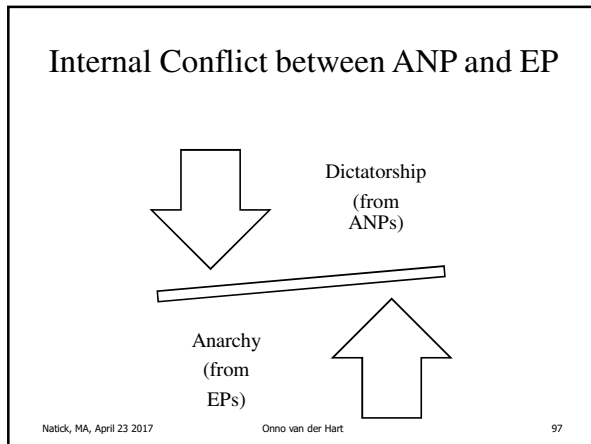 Internal Conflict between ANP and EP
Dictatorship
(from
ANPs)
Anarchy
(from
EPs)
Natick, MA, April 23 2017
Onno van der Hart
97